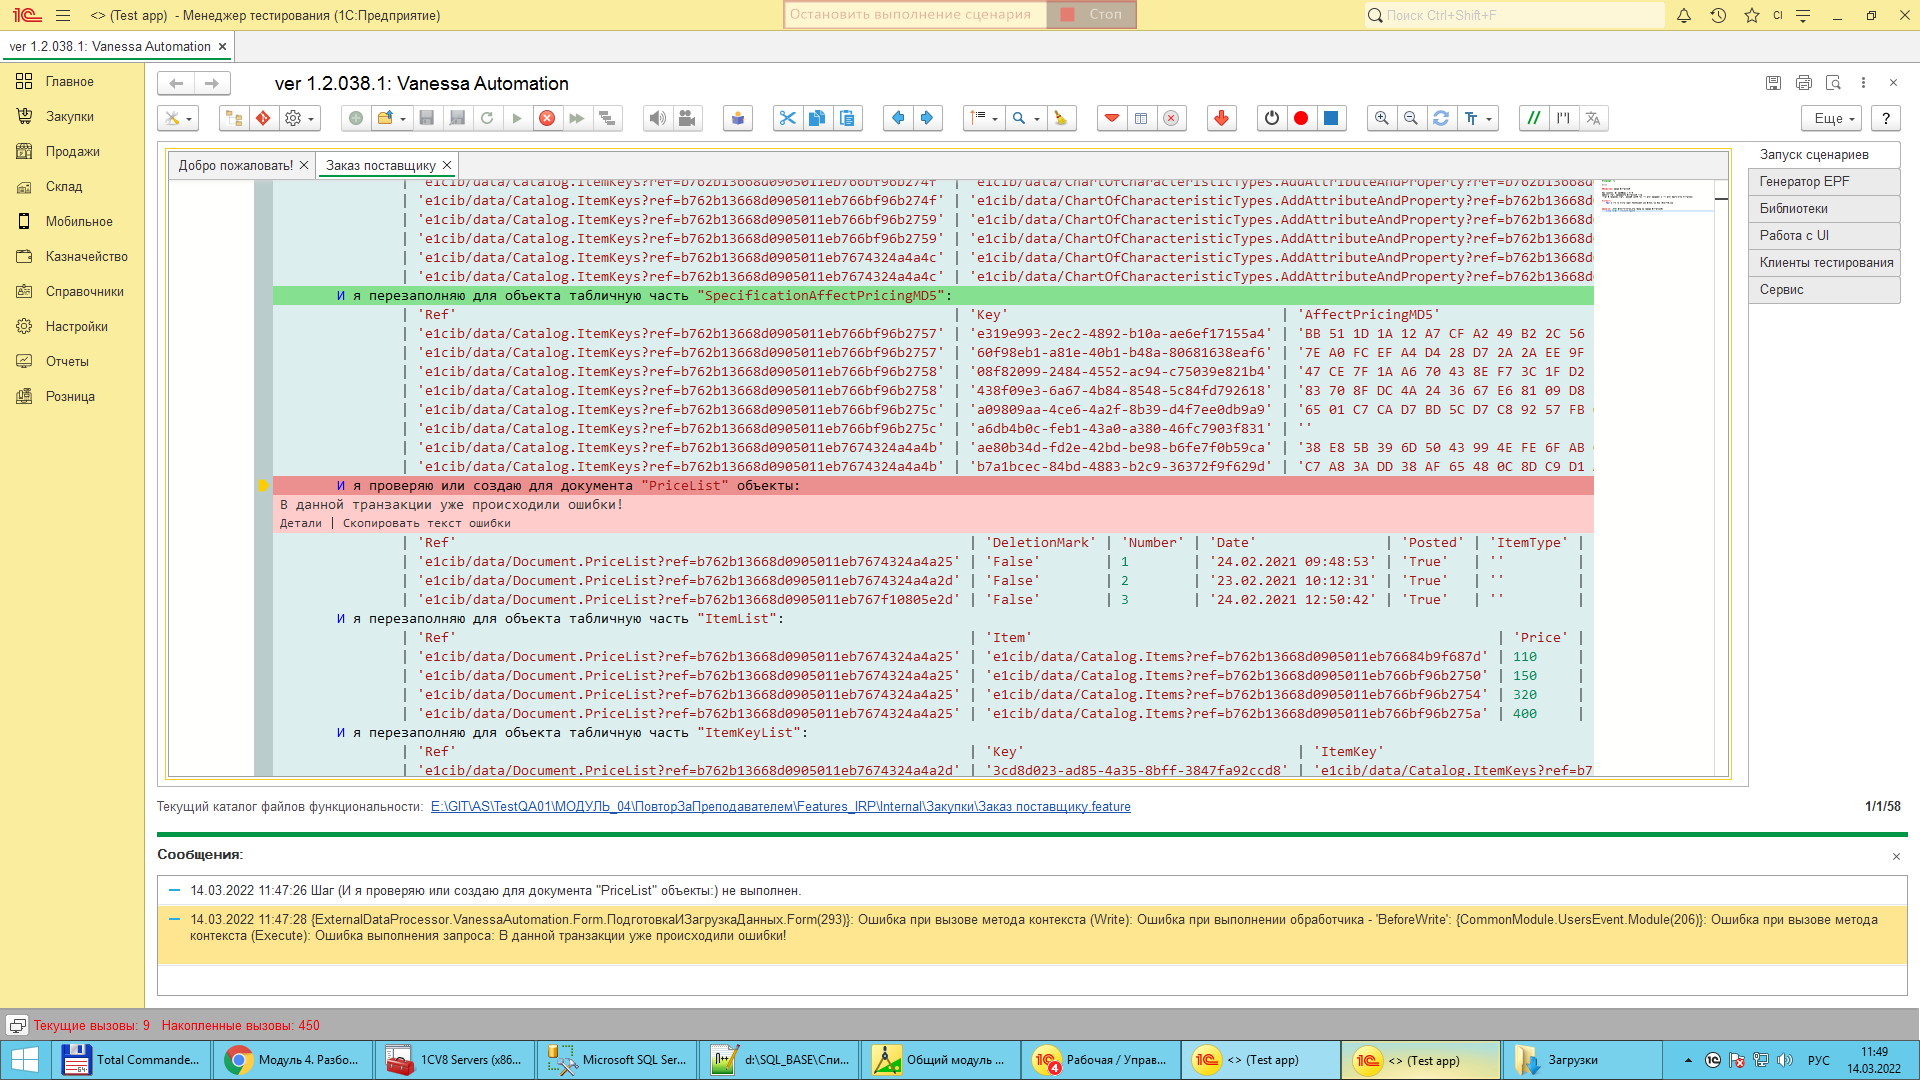 <> (Test app) - Менеджер тестирования (1С:Предприятие)
Остановить выполнение сценария
Стоп
Поиск Ctrl+Shift+F
CI
ver 1.2.038.1: Vanessa Automation ×
Главное
Закупки
Продажи
Склад
Мобильное
Казначейство
Справочники
Настройки
Отчеты
Розница
ver 1.2.038.1: Vanessa Automation
Еще
?
Добро пожаловать! ×
Заказ поставщику ×
Запуск сценариев
Генератор EPF
Библиотеки
Работа с UI
Клиенты тестирования
Сервис
| 'e1cib/data/Catalog.ItemKeys?ref=b762b13668d0905011eb766bf96b274f' | 'e1cib/data/ChartOfCharacteristicTypes.AddAttributeAndProperty?ref=b762b13668d
| 'e1cib/data/Catalog.ItemKeys?ref=b762b13668d0905011eb766bf96b274f' | 'e1cib/data/ChartOfCharacteristicTypes.AddAttributeAndProperty?ref=b762b13668d
| 'e1cib/data/Catalog.ItemKeys?ref=b762b13668d0905011eb766bf96b2759' | 'e1cib/data/ChartOfCharacteristicTypes.AddAttributeAndProperty?ref=b762b13668d
| 'e1cib/data/Catalog.ItemKeys?ref=b762b13668d0905011eb766bf96b2759' | 'e1cib/data/ChartOfCharacteristicTypes.AddAttributeAndProperty?ref=b762b13668d
| 'e1cib/data/Catalog.ItemKeys?ref=b762b13668d0905011eb7674324a4a4c' | 'e1cib/data/ChartOfCharacteristicTypes.AddAttributeAndProperty?ref=b762b13668d
| 'e1cib/data/Catalog.ItemKeys?ref=b762b13668d0905011eb7674324a4a4c' | 'e1cib/data/ChartOfCharacteristicTypes.AddAttributeAndProperty?ref=b762b13668d
И я перезаполняю для объекта табличную часть "SpecificationAffectPricingMD5":
| 'Ref' | 'Key' | 'AffectPricingMD5'
| 'e1cib/data/Catalog.ItemKeys?ref=b762b13668d0905011eb766bf96b2757' | 'e319e993-2ec2-4892-b10a-ae6ef17155a4' | 'BB 51 1D 1A 12 A7 CF A2 49 B2 2C 56
| 'e1cib/data/Catalog.ItemKeys?ref=b762b13668d0905011eb766bf96b2757' | '60f98eb1-a81e-40b1-b48a-80681638eaf6' | '7E A0 FC EF A4 D4 28 D7 2A 2A EE 9F
| 'e1cib/data/Catalog.ItemKeys?ref=b762b13668d0905011eb766bf96b2758' | '08f82099-2484-4552-ac94-c75039e821b4' | '47 CE 7F 1A A6 70 43 8E F7 3C 1F D2
| 'e1cib/data/Catalog.ItemKeys?ref=b762b13668d0905011eb766bf96b2758' | '438f09e3-6a67-4b84-8548-5c84fd792618' | '83 70 8F DC 4A 24 36 67 E6 81 09 D8
| 'e1cib/data/Catalog.ItemKeys?ref=b762b13668d0905011eb766bf96b275c' | 'a09809aa-4ce6-4a2f-8b39-d4f7ee0db9a9' | '65 01 C7 CA D7 BD 5C D7 C8 92 57 FB
| 'e1cib/data/Catalog.ItemKeys?ref=b762b13668d0905011eb766bf96b275c' | 'a6db4b0c-feb1-43a0-a380-46fc7903f831' | ''
| 'e1cib/data/Catalog.ItemKeys?ref=b762b13668d0905011eb7674324a4a4b' | 'ae80b34d-fd2e-42bd-be98-b6fe7f0b59ca' | '38 E8 5B 39 6D 50 43 99 4E FE 6F AB
| 'e1cib/data/Catalog.ItemKeys?ref=b762b13668d0905011eb7674324a4a4b' | 'b7a1bcec-84bd-4883-b2c9-36372f9f629d' | 'C7 A8 3A DD 38 AF 65 48 0C 8D C9 D1
И я проверяю или создаю для документа "PriceList" объекты:
В данной транзакции уже происходили ошибки!
Детали | Скопировать текст ошибки
| 'Ref' | 'DeletionMark' | 'Number' | 'Date' | 'Posted' | 'ItemType' |
| 'e1cib/data/Document.PriceList?ref=b762b13668d0905011eb7674324a4a25' | 'False' | 1 | '24.02.2021 09:48:53' | 'True' | '' |
| 'e1cib/data/Document.PriceList?ref=b762b13668d0905011eb7674324a4a2d' | 'False' | 2 | '23.02.2021 10:12:31' | 'True' | '' |
| 'e1cib/data/Document.PriceList?ref=b762b13668d0905011eb767f10805e2d' | 'False' | 3 | '24.02.2021 12:50:42' | 'True' | '' |
И я перезаполняю для объекта табличную часть "ItemList":
| 'Ref' | 'Item' | 'Price' |
| 'e1cib/data/Document.PriceList?ref=b762b13668d0905011eb7674324a4a25' | 'e1cib/data/Catalog.Items?ref=b762b13668d0905011eb76684b9f687d' | 110 |
| 'e1cib/data/Document.PriceList?ref=b762b13668d0905011eb7674324a4a25' | 'e1cib/data/Catalog.Items?ref=b762b13668d0905011eb766bf96b2750' | 150 |
| 'e1cib/data/Document.PriceList?ref=b762b13668d0905011eb7674324a4a25' | 'e1cib/data/Catalog.Items?ref=b762b13668d0905011eb766bf96b2754' | 320 |
| 'e1cib/data/Document.PriceList?ref=b762b13668d0905011eb7674324a4a25' | 'e1cib/data/Catalog.Items?ref=b762b13668d0905011eb766bf96b275a' | 400 |
И я перезаполняю для объекта табличную часть "ItemKeyList":
| 'Ref' | 'Key' | 'ItemKey'
| 'e1cib/data/Document.PriceList?ref=b762b13668d0905011eb7674324a4a2d' | '3cd8d023-ad85-4a35-8bff-3847fa92ccd8' | 'e1cib/data/Catalog.ItemKeys?ref=b7
Текущий каталог файлов функциональности: E:\GIT\AS\TestQA01\МОДУЛЬ_04\ПовторЗаПреподавателем\Features_IRP\Internal\Закупки\Заказ поставщику.feature
1/1/58
Сообщения:
14.03.2022 11:47:26 Шаг (И я проверяю или создаю для документа "PriceList" объекты:) не выполнен.
14.03.2022 11:47:28 {ExternalDataProcessor.VanessaAutomation.Form.ПодготовкаИЗагрузкаДанных.Form(293)}: Ошибка при вызове метода контекста (Write): Ошибка при выполнении обработчика - 'BeforeWrite': {CommonModule.UsersEvent.Module(206)}: Ошибка при вызове метода
контекста (Execute): Ошибка выполнения запроса: В данной транзакции уже происходили ошибки!
Текущие вызовы: 9 Накопленные вызовы: 450
Total Commande...
Модуль 4. Разбо...
1CV8 Servers (x86...
Microsoft SQL Ser...
d:\SQL_BASE\Спи...
Общий модуль ...
Рабочая / Управ...
<> (Test app)
<> (Test app)
Загрузки
РУС
11:49
14.03.2022